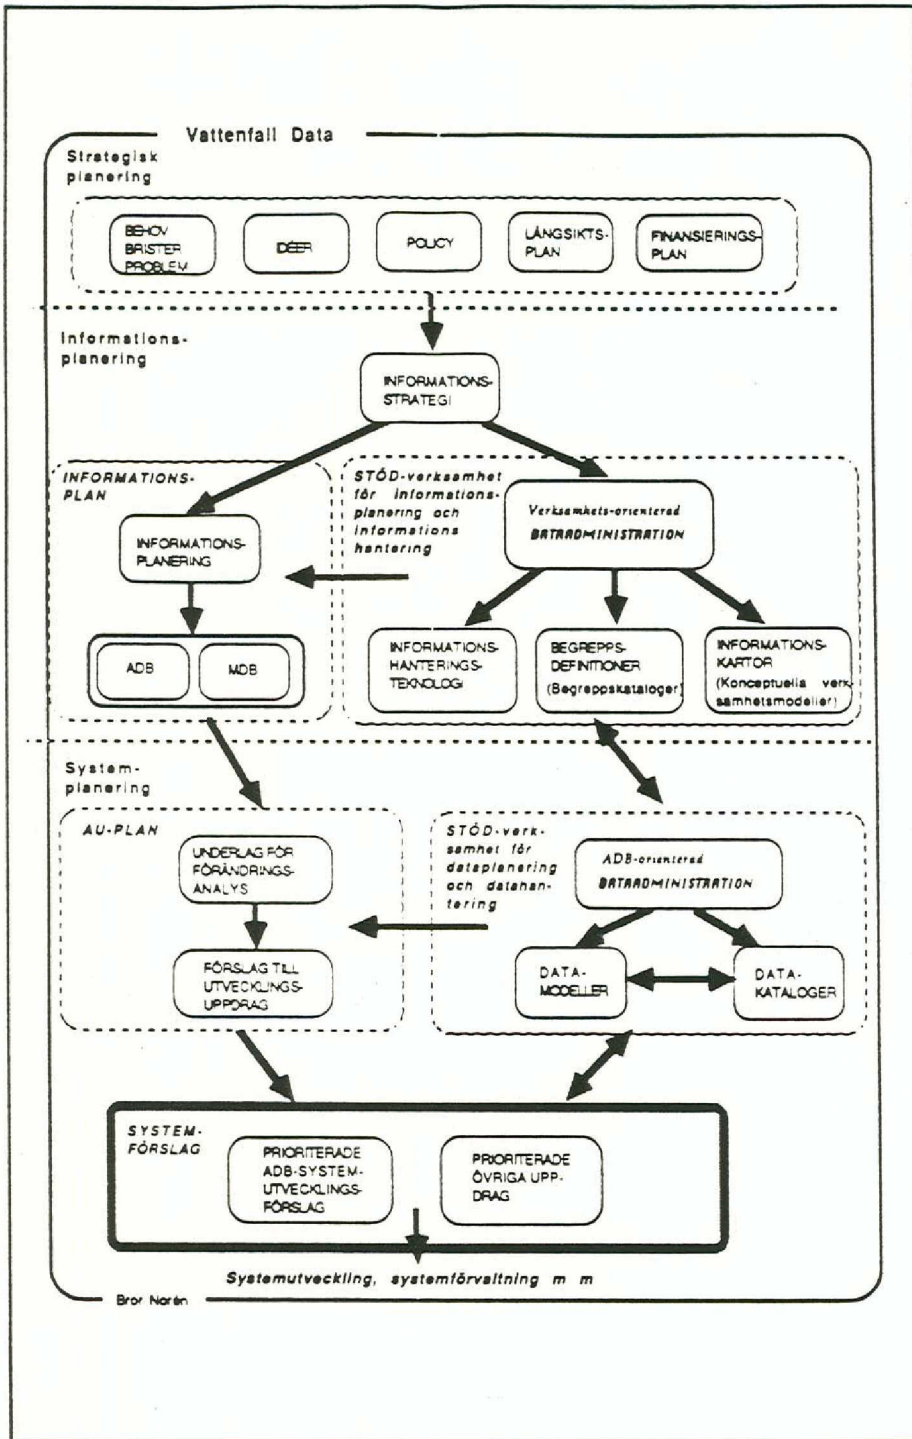 Vattenfall Data
Strategisk
planering
BEHOV
BRISTER
PROBLEM
IDÉER
POLICY
LÅNGSIKTS-
PLAN
FINANSIERINGS-
PLAN
Informations-
planering
INFORMATIONS-
STRATEGI
INFORMATIONS-
PLAN
INFORMATIONS-
PLANERING
ADB
MDB
STÖD-verksamhet
för informations-
planering och
informations
hantering
Verksamhets-orienterad
DATAADMINISTRATION
INFORMATIONS-
HANTERINGS-
TEKNOLOGI
BEGREPPS-
DEFINITIONER
(Begreppskataloger)
INFORMATIONS-
KARTOR
(Konceptuella verk-
samhetsmodeller)
System-
planering
AU-PLAN
UNDERLAG FÖR
FÖRÄNDRINGS-
ANALYS
FÖRSLAG TILL
UTVECKLINGS-
UPPDRAG
STÖD-verk-
samhet för
dataplanering
och datahan-
tering
ADB-orienterad
DATAADMINISTRATION
DATA-
MODELLER
DATA-
KATALOGER
SYSTEM-
FÖRSLAG
PRIORITERADE
ADB-SYSTEM-
UTVECKLINGS-
FÖRSLAG
PRIORITERADE
ÖVRIGA UPP-
DRAG
Systemutveckling, systemförvaltning m m
Bror Norén